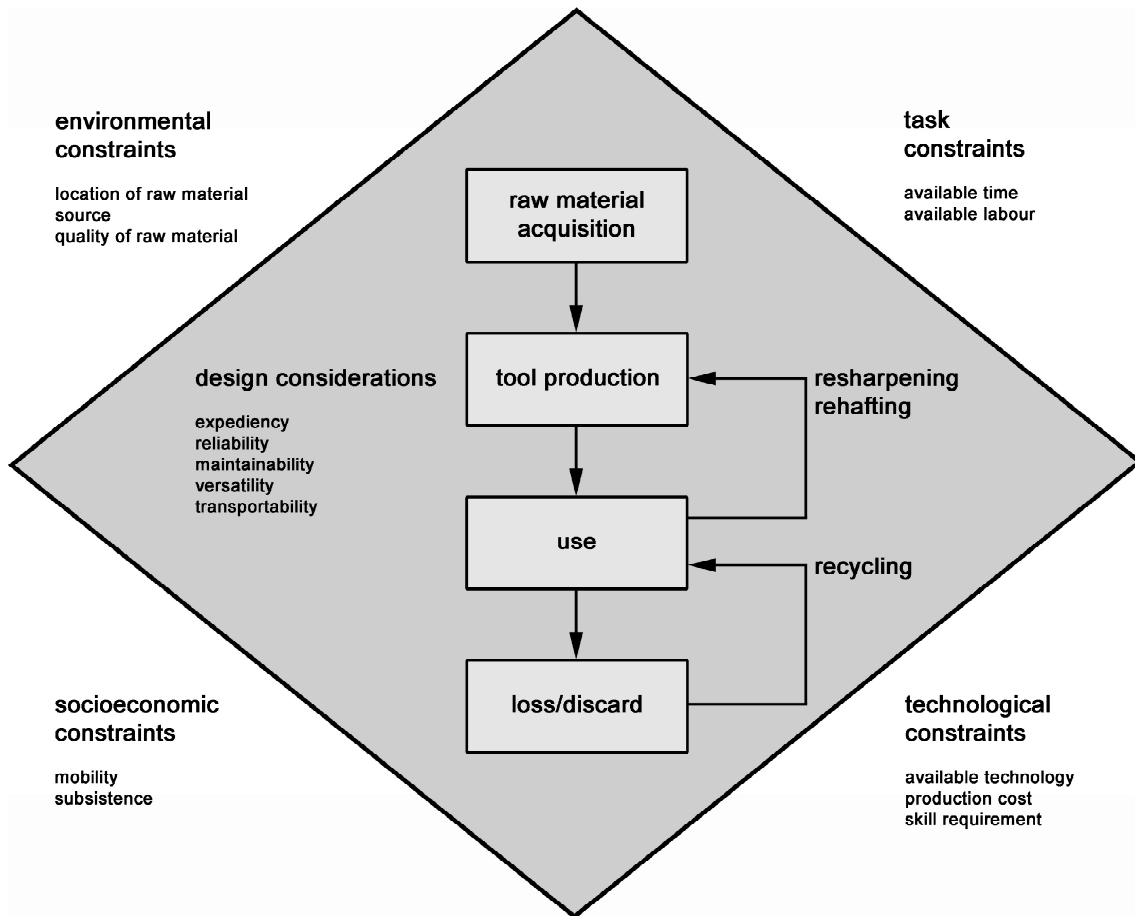 environmental
constraints
location of raw material
source
quality of raw material
task
constraints
available time
available labour
raw material
acquisition
design considerations
expediency
reliability
maintainability
versatility
transportability
tool production
resharpening
rehafting
use
recycling
loss/discard
socioeconomic
constraints
mobility
subsistence
technological
constraints
available technology
production cost
skill requirement